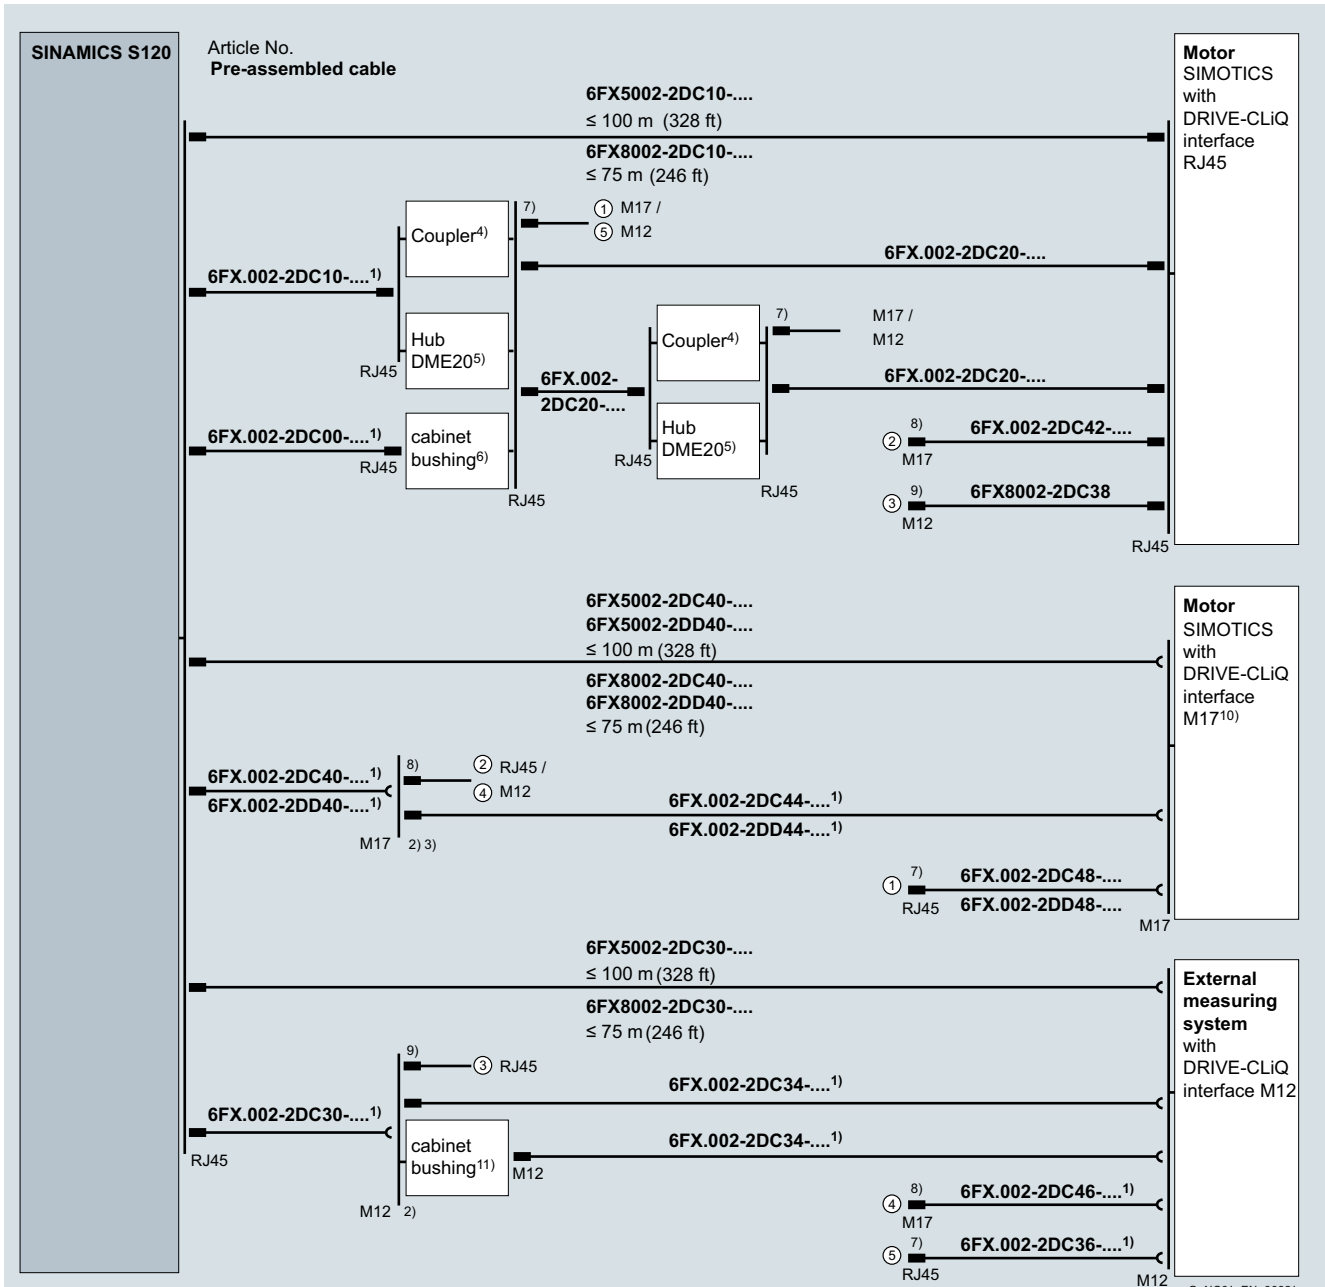 SINAMICS S120
Article No.
Pre-assembled cable
Motor
SIMOTICS
with
DRIVE-CLiQ
interface
RJ45
6FX5002-2DC10-....
≤ 100 m (328 ft)
6FX8002-2DC10-....
≤ 75 m (246 ft)
7)
① M17 /
⑤ M12
Coupler4)
6FX.002-2DC20-....
6FX.002-2DC10-....1)
Hub
DME205)
RJ45
Coupler4)
7)
M17 /
M12
6FX.002-
2DC20-....
6FX.002-2DC20-....
Hub
DME205)
RJ45
RJ45
6FX.002-2DC00-....1)
RJ45
cabinet
bushing6)
RJ45
② 8) 6FX.002-2DC42-....
M17
③ 9) 6FX8002-2DC38
M12
RJ45
Motor
SIMOTICS
with
DRIVE-CLiQ
interface
M1710)
6FX5002-2DC40-....
6FX5002-2DD40-....
≤ 100 m (328 ft)
6FX8002-2DC40-....
6FX8002-2DD40-....
≤ 75 m (246 ft)
6FX.002-2DC40-....1)
6FX.002-2DD40-....1)
8)
② RJ45 /
④ M12
M17 2) 3)
6FX.002-2DC44-....1)
6FX.002-2DD44-....1)
① 7) 6FX.002-2DC48-....
RJ45 6FX.002-2DD48-....
M17
External
measuring
system
with
DRIVE-CLiQ
interface M12
6FX5002-2DC30-....
≤ 100 m (328 ft)
6FX8002-2DC30-....
≤ 75 m (246 ft)
9)
③ RJ45
6FX.002-2DC34-....1)
6FX.002-2DC30-....1)
RJ45
cabinet
bushing11)
M12
6FX.002-2DC34-....1)
M12 2)
④ 8) 6FX.002-2DC46-....1)
M17
⑤ 7) 6FX.002-2DC36-....1)
RJ45
M12